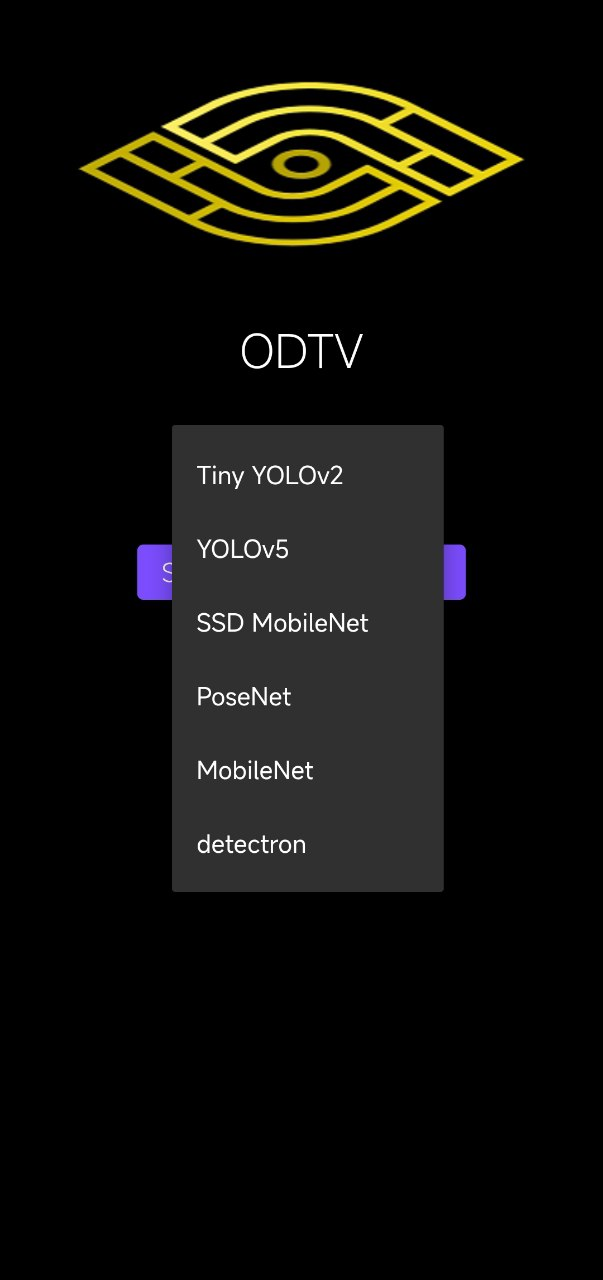 ODTV
Tiny YOLOv2
YOLOv5
SSD MobileNet
PoseNet
MobileNet
detectron